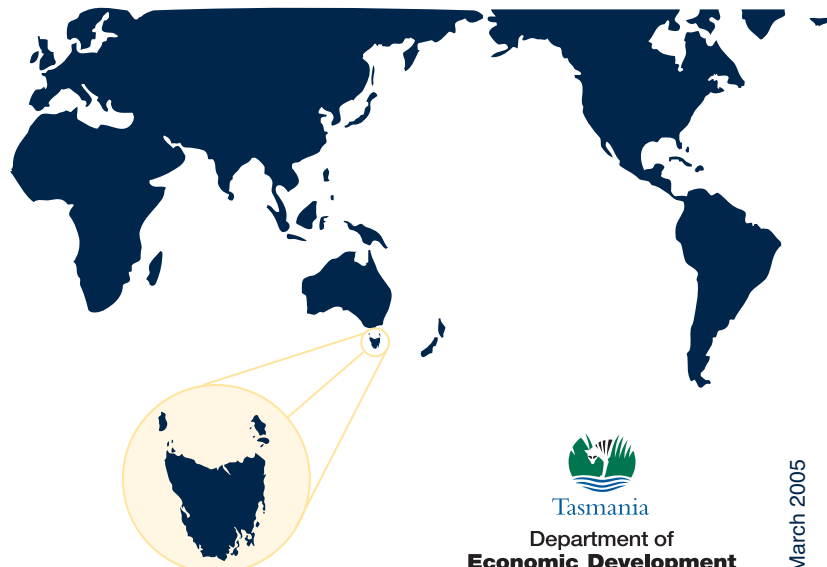 Tasmania
Department of
Economic Development
March 2005